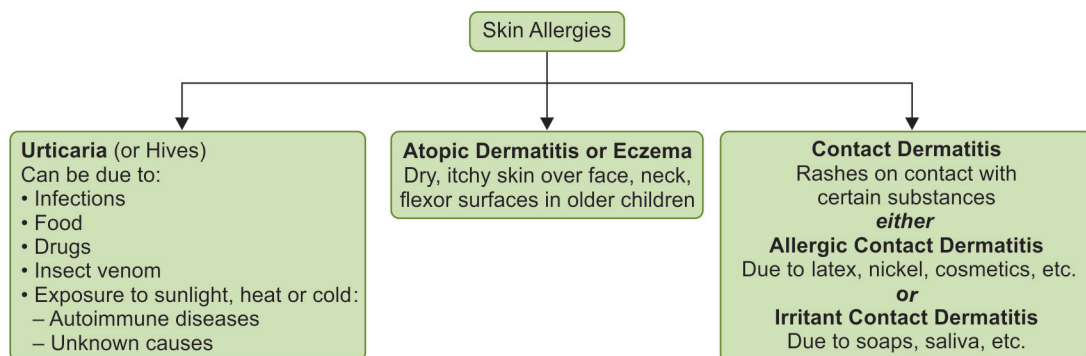 Skin Allergies
Urticaria (or Hives)
Can be due to:
• Infections
• Food
• Drugs
• Insect venom
• Exposure to sunlight, heat or cold:
– Autoimmune diseases
– Unknown causes
Atopic Dermatitis or Eczema
Dry, itchy skin over face, neck,
flexor surfaces in older children
Contact Dermatitis
Rashes on contact with
certain substances
either
Allergic Contact Dermatitis
Due to latex, nickel, cosmetics, etc.
or
Irritant Contact Dermatitis
Due to soaps, saliva, etc.